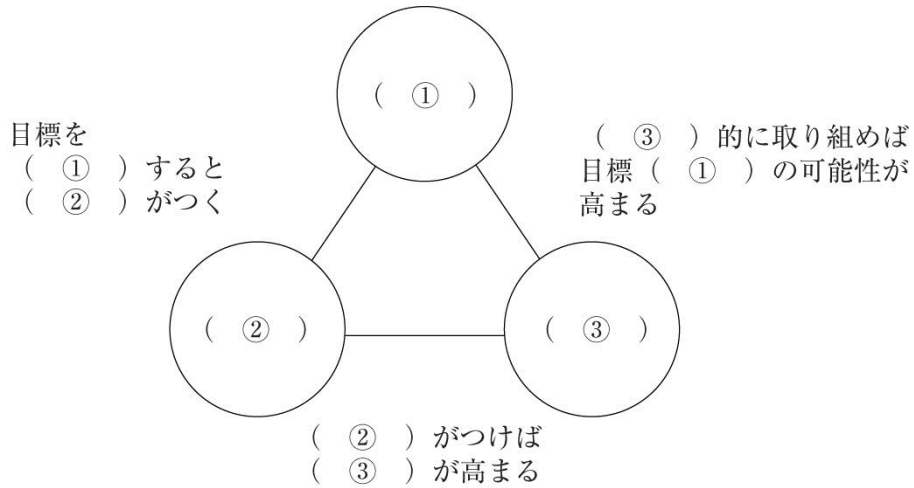 ( ① )
目標を
( ① )すると
( ② )がつく
( ③ )的に取り組めば
目標( ① )の可能性が
高まる
( ② )
( ③ )
( ② )がつけば
( ③ )が高まる